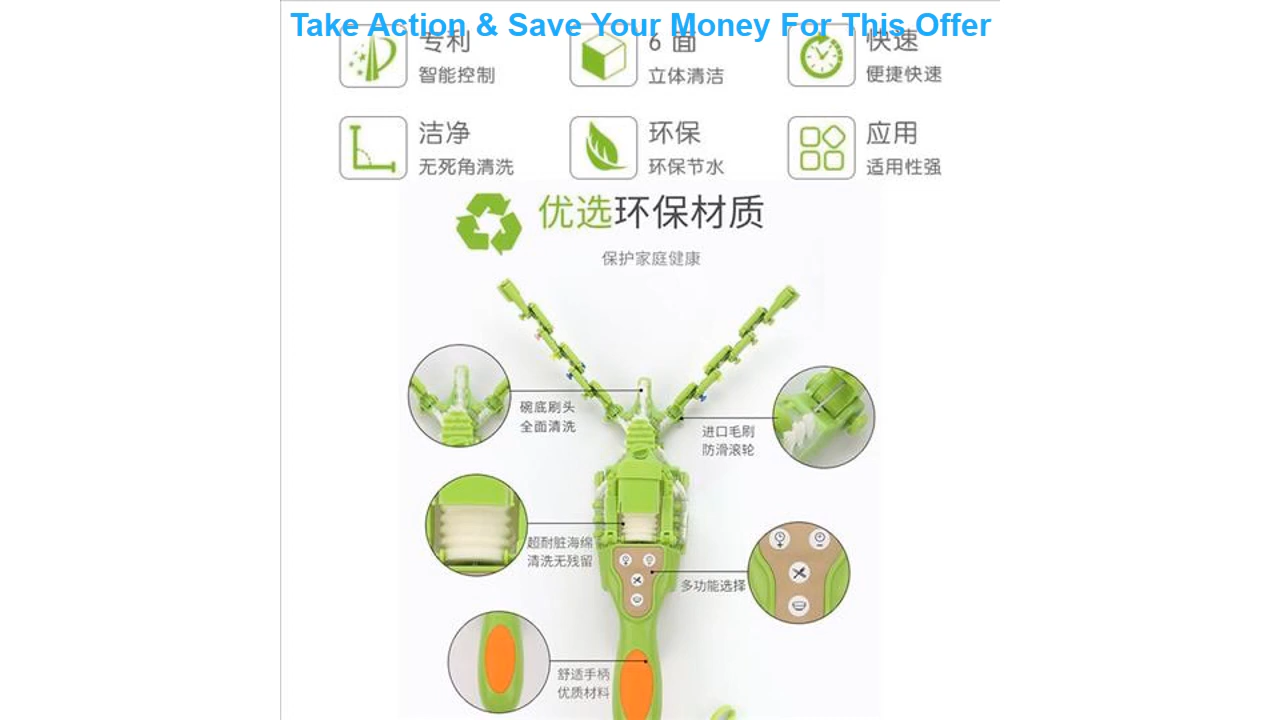 Take Action & Save Your Money For This Offer
专利
智能控制
6 面
立体清洁
快速
便捷快速
洁净
无死角清洗
环保
环保节水
应用
适用性强
优选环保材质
保护家庭健康
碗底刷头
全面清洗
进口毛刷
防滑滚轮
超耐脏海绵
清洗无残留
多功能选择
舒适手柄
优质材料